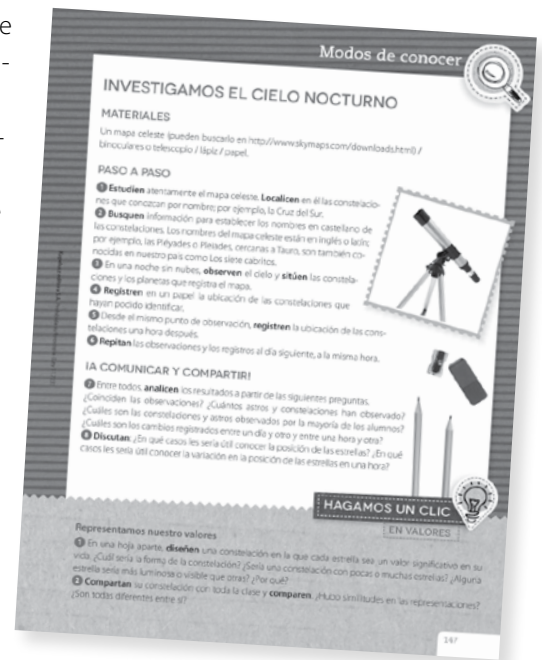 e
-
-
Modos de conocer
INVESTIGAMOS EL CIELO NOCTURNO
MATERIALES
Un mapa celeste (pueden buscarlo en http://www.skymaps.com/downloads.html) /
binoculares o telescopio / lápiz / papel.
PASO A PASO
1 Estudien atentamente el mapa celeste. Localicen en él las constelacio-
nes que conozcan por nombre; por ejemplo, la Cruz del Sur.
2 Busquen información para establecer los nombres en castellano de
las constelaciones. Los nombres del mapa celeste están en inglés o latín;
por ejemplo, las Pléyades o Pleiades, cercanas a Tauro, son también co-
nocidas en nuestro país como Los siete cabritos.
3 En una noche sin nubes, observen el cielo y sitúen las constela-
ciones y los planetas que registra el mapa.
4 Registren en un papel la ubicación de las constelaciones que
hayan podido identificar.
5 Desde el mismo punto de observación, registren la ubicación de las cons-
telaciones una hora después.
6 Repitan las observaciones y los registros al día siguiente, a la misma hora.
¡A COMUNICAR Y COMPARTIR!
7 Entre todos, analicen los resultados a partir de las siguientes preguntas.
¿Coinciden las observaciones? ¿Cuántos astros y constelaciones han observado?
¿Cuáles son las constelaciones y astros observados por la mayoría de los alumnos?
¿Cuáles son los cambios registrados entre un día y otro y entre una hora y otra?
8 Discutan: ¿En qué casos les sería útil conocer la posición de las estrellas? ¿En qué
casos les sería útil conocer la variación en la posición de las estrellas en una hora?
HAGAMOS UN CLIC
EN VALORES
Representamos nuestro valores
1 En una hoja aparte, diseñen una constelación en la que cada estrella sea un valor significativo en su
vida. ¿Cuál sería la forma de la constelación? ¿Sería una constelación con pocas o muchas estrellas? ¿Alguna
estrella sería más luminosa o visible que otras? ¿Por qué?
2 Compartan su constelación con toda la clase y comparen. ¿Hubo similitudes en las representaciones?
¿Son todas diferentes entre sí?
147